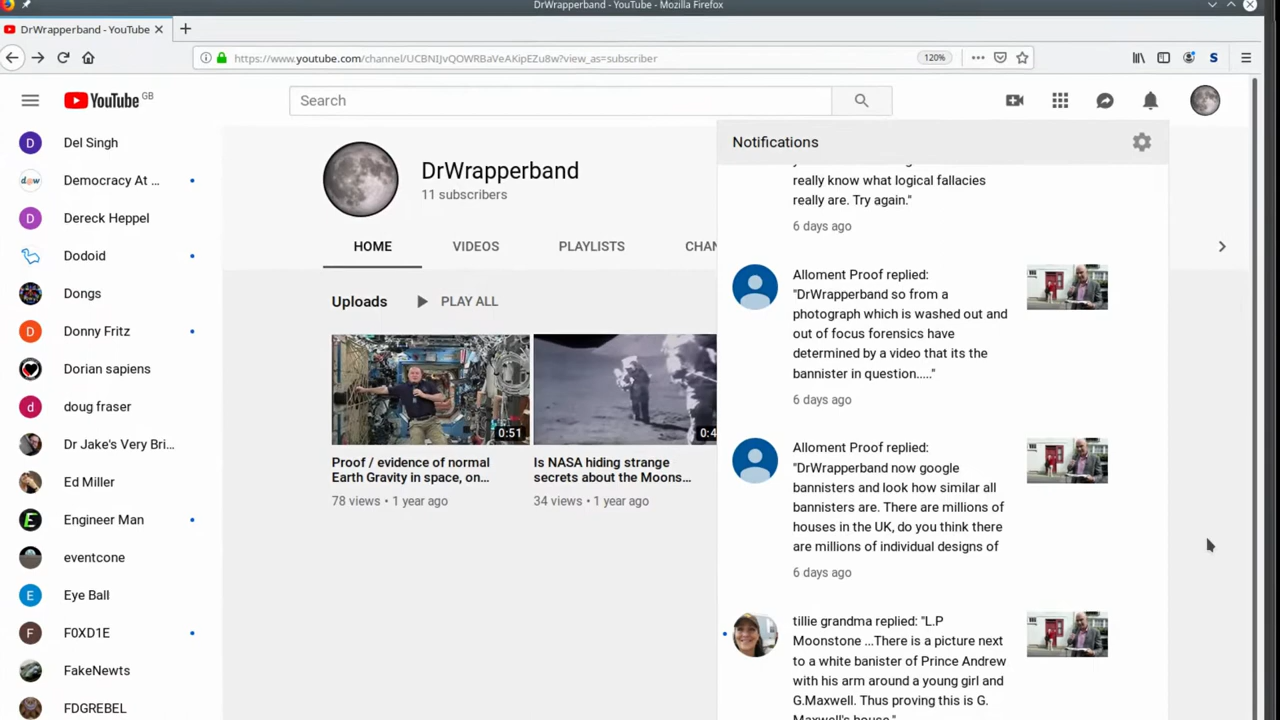 DrWrapperband - YouTube - Mozilla Firefox
DrWrapperband - YouTube
https://www.youtube.com/channel/UCBNIJvQOWRBaVeAKipEZu8w?view_as=subscriber
120%
S
YouTube GB
Search
Notifications
D Del Singh
Democracy At ...
D Dereck Heppel
Dodoid
Dongs
D Donny Fritz
Dorian sapiens
d doug fraser
Dr Jake's Very Bri...
Ed Miller
E Engineer Man
eventcone
E Eye Ball
F F0XD1E
FakeNewts
FDGREBEL
DrWrapperband
11 subscribers
HOME VIDEOS PLAYLISTS CHAN
Uploads PLAY ALL
0:51
Proof / evidence of normal
Earth Gravity in space, on...
78 views • 1 year ago
0:4
Is NASA hiding strange
secrets about the Moons...
34 views • 1 year ago
really know what logical fallacies
really are. Try again."
6 days ago
Alloment Proof replied:
"DrWrapperband so from a
photograph which is washed out and
out of focus forensics have
determined by a video that its the
bannister in question....."
6 days ago
Alloment Proof replied:
"DrWrapperband now google
bannisters and look how similar all
bannisters are. There are millions of
houses in the UK, do you think there
are millions of individual designs of
6 days ago
tillie grandma replied: "L.P
Moonstone ...There is a picture next
to a white banister of Prince Andrew
with his arm around a young girl and
G.Maxwell. Thus proving this is G.
Maxwell's house."